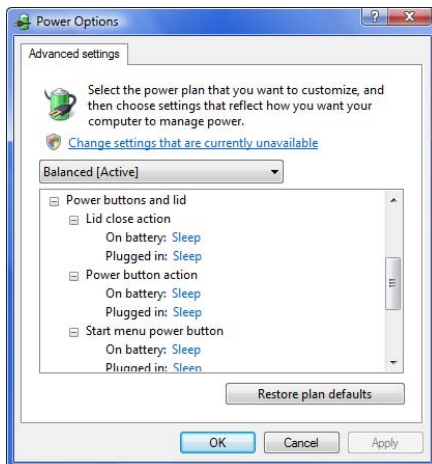 Power Options
Advanced settings
Select the power plan that you want to customize, and
then choose settings that reflect how you want your
computer to manage power.
Change settings that are currently unavailable
Balanced [Active]
Power buttons and lid
Lid close action
On battery: Sleep
Plugged in: Sleep
Power button action
On battery: Sleep
Plugged in: Sleep
Start menu power button
On battery: Sleep
Plugged in: Sleep
Restore plan defaults
OK
Cancel
Apply